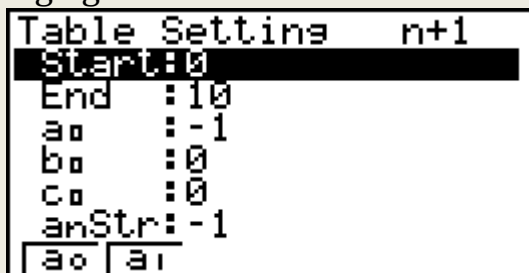 Table Setting n+1
Start:0
End :10
a₀ :-1
b₀ :0
c₀ :0
anStr:-1
a₀ a₁